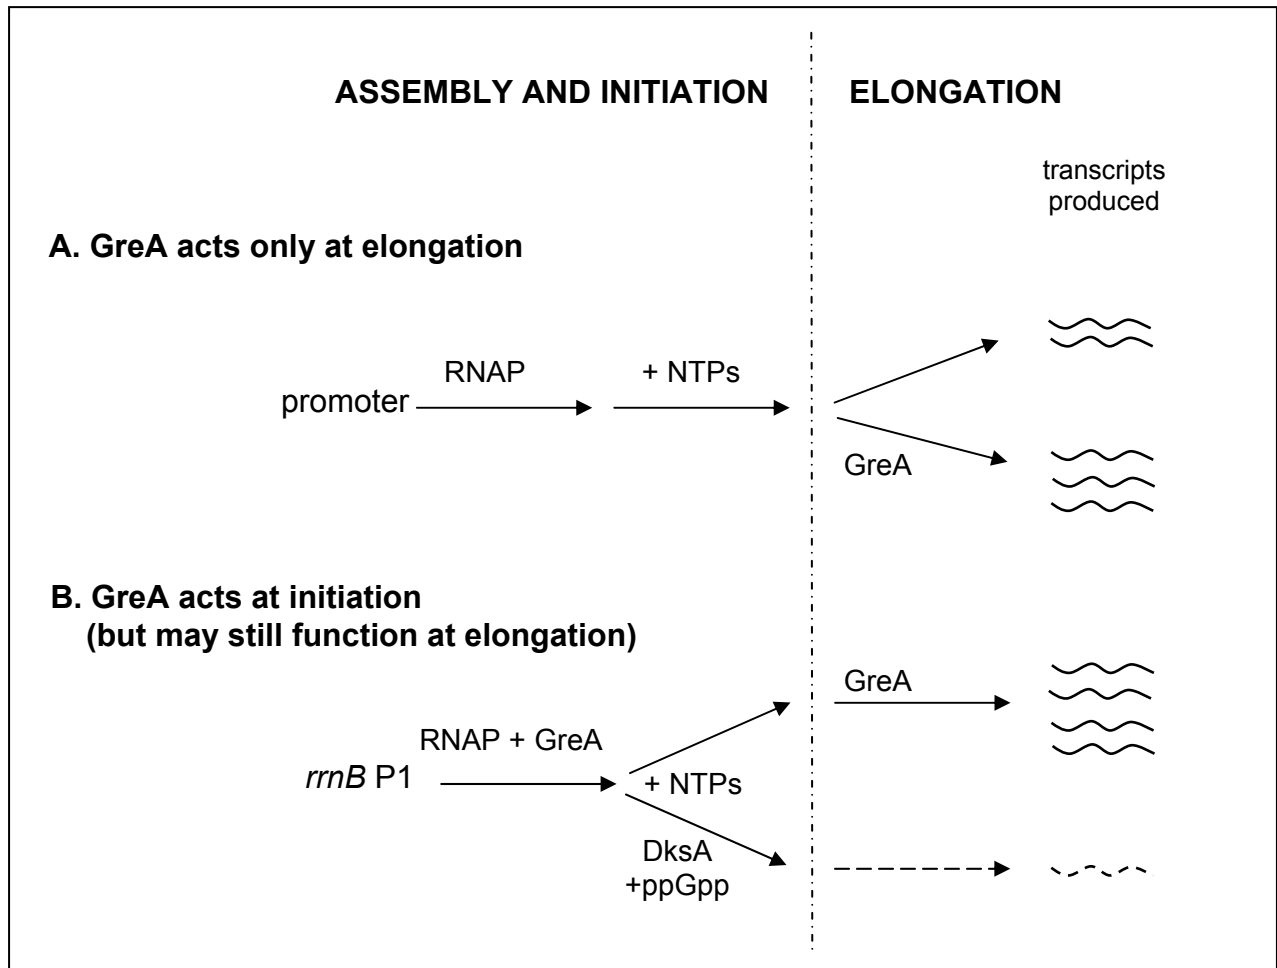 ASSEMBLY AND INITIATION
ELONGATION
transcripts
produced
A. GreA acts only at elongation
promoter
RNAP
+ NTPs
GreA
B. GreA acts at initiation
(but may still function at elongation)
rrnB P1
RNAP + GreA
+ NTPs
DksA
+ppGpp
GreA